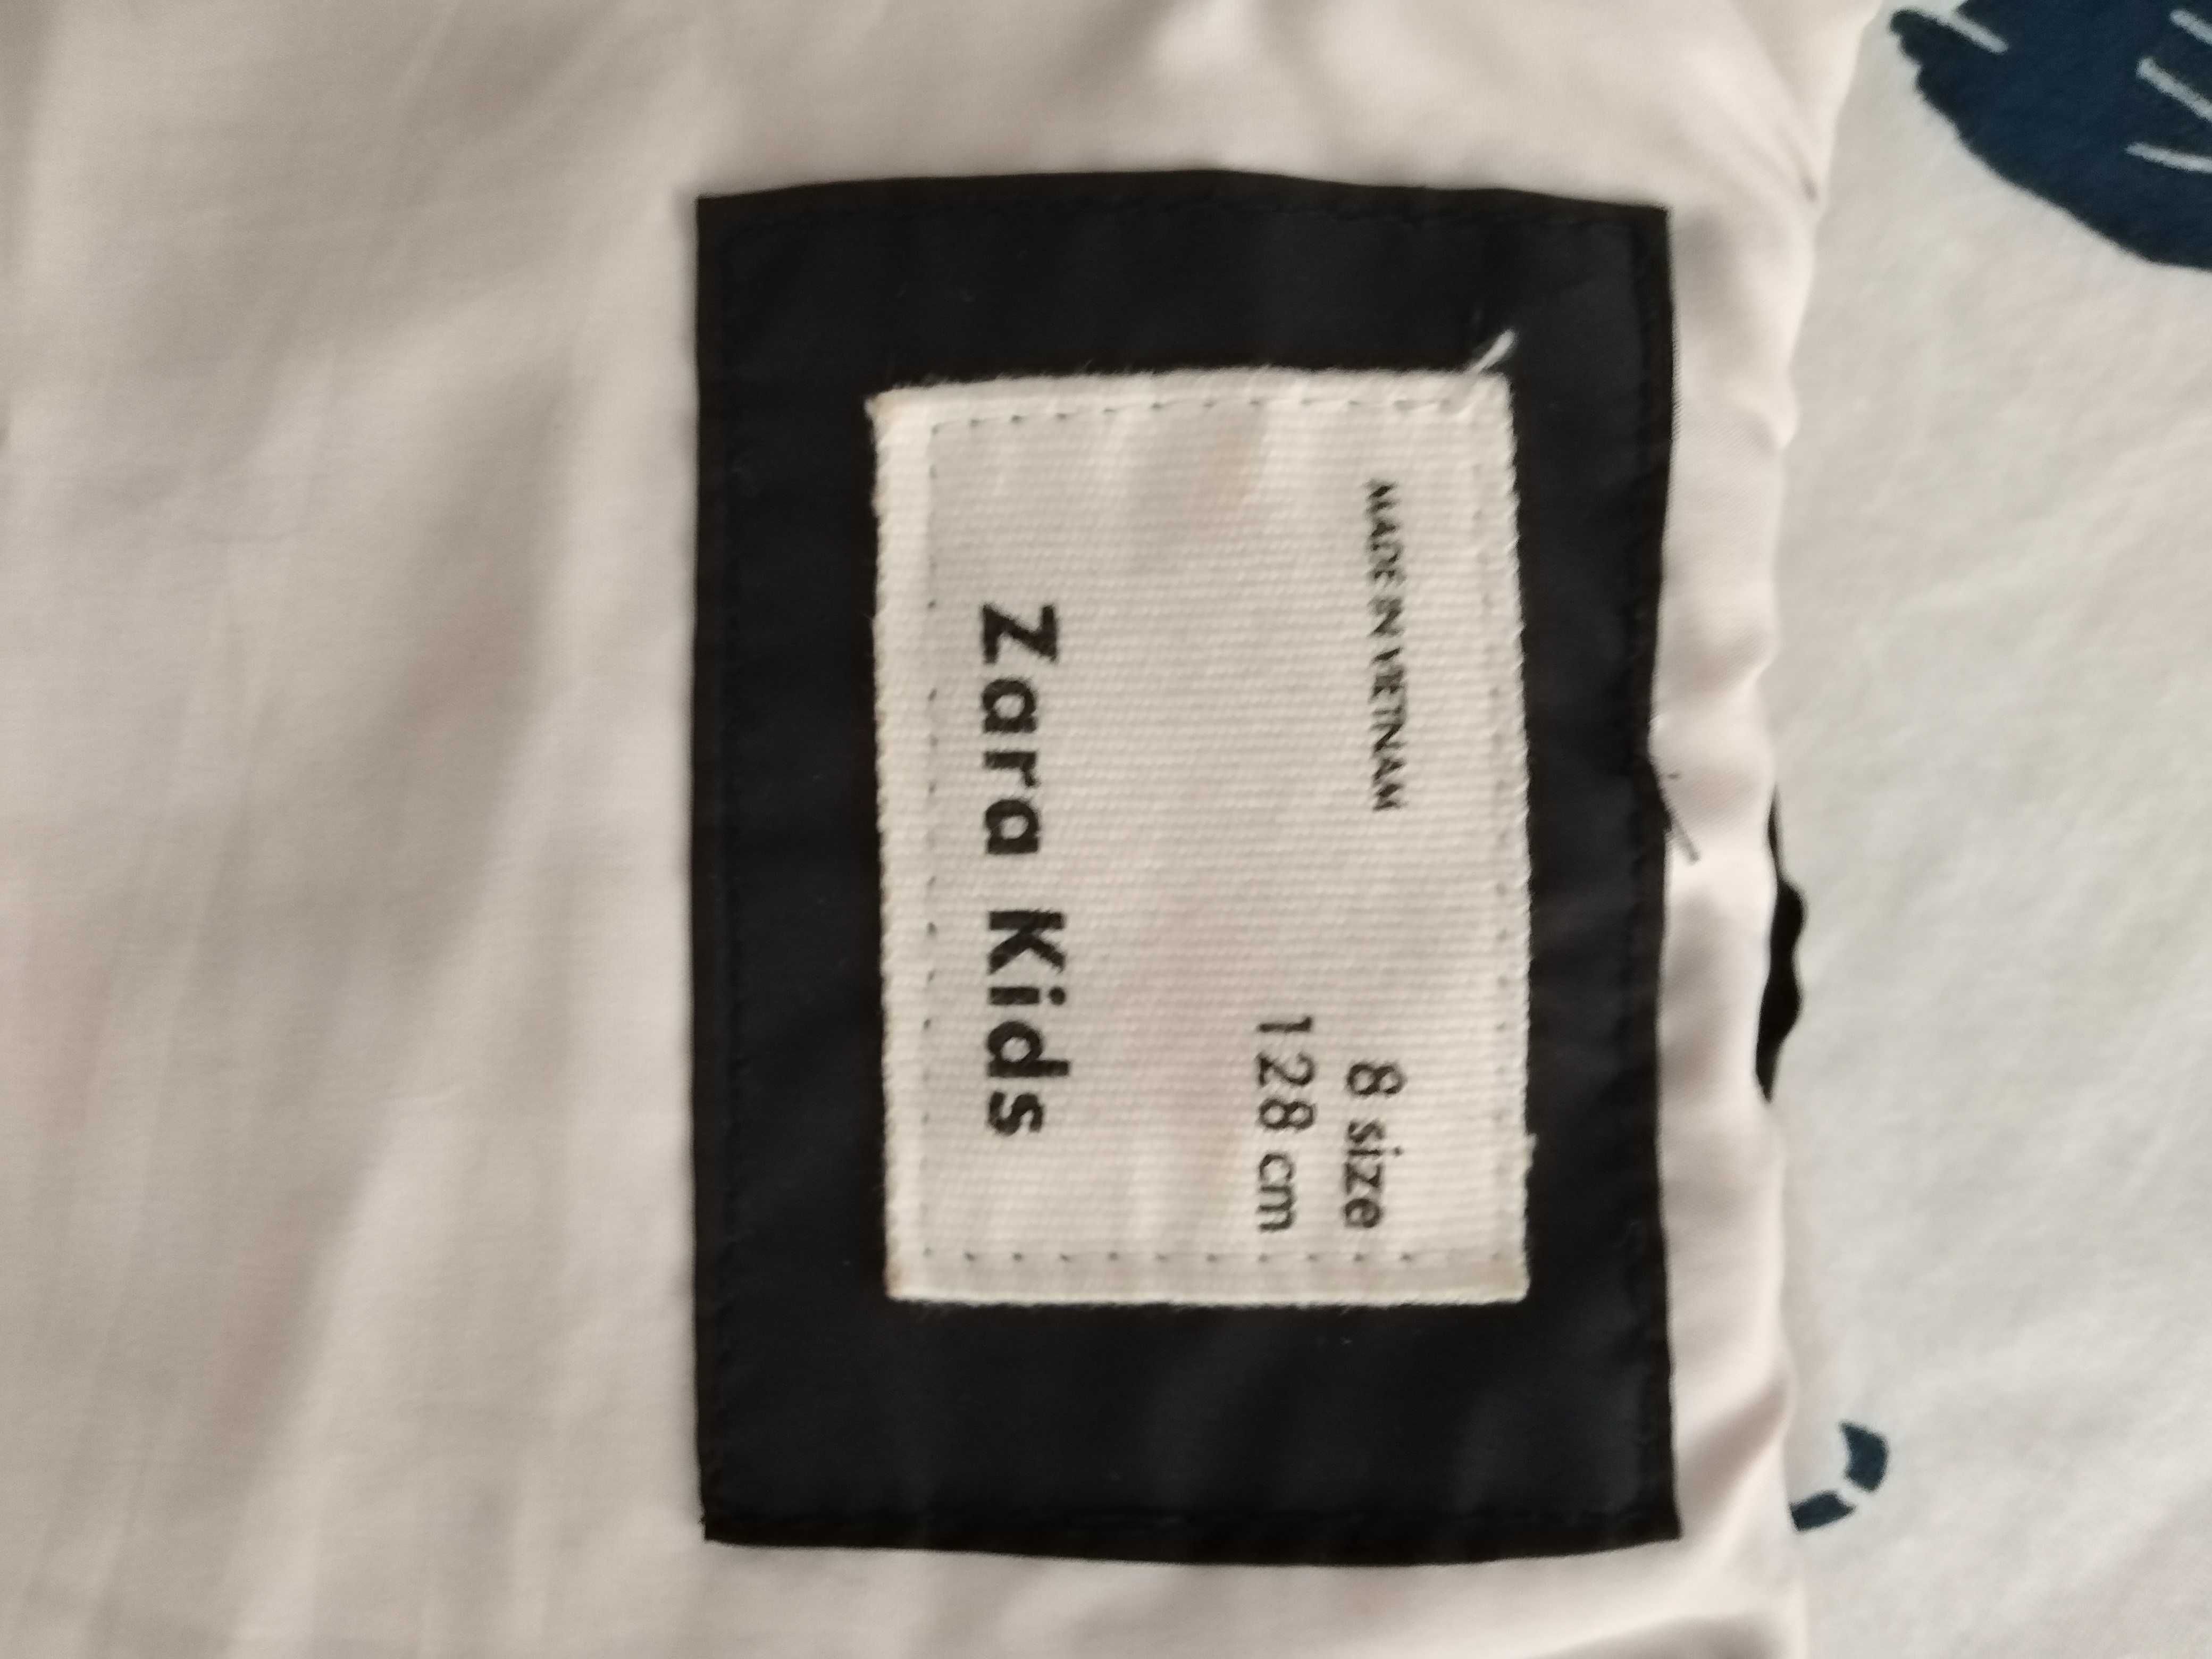 Zara Kids
128 cm
8 size
MADE IN VIETNAM